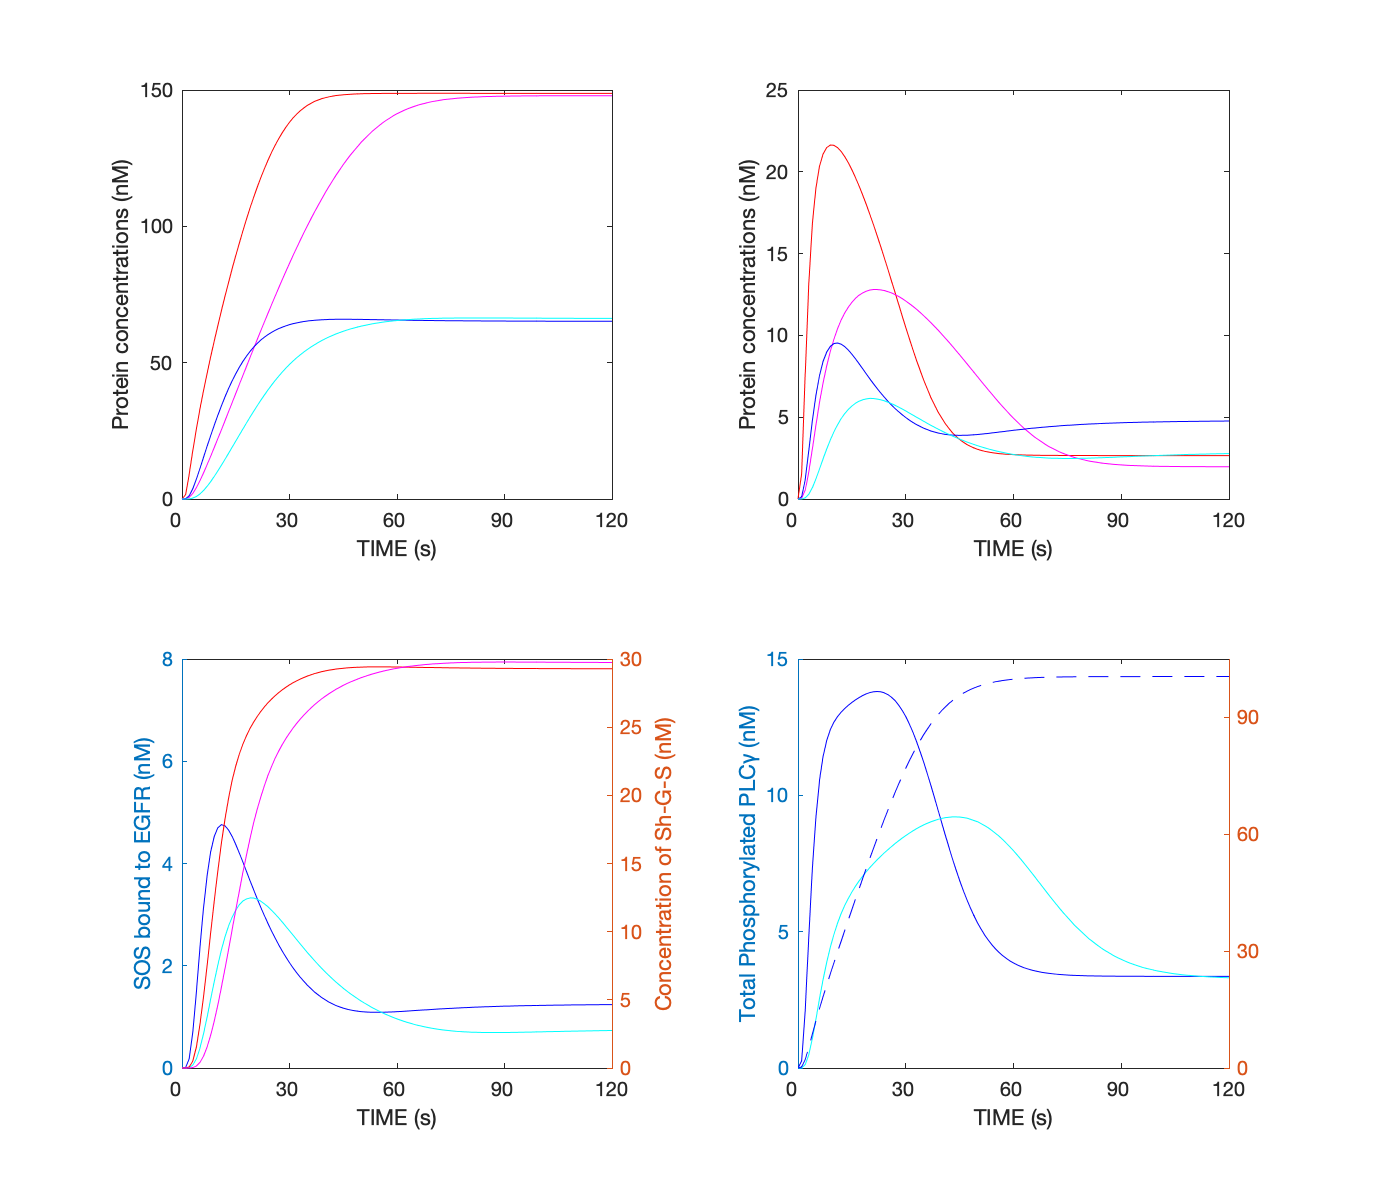 Protein concentrations (nM)
150
100
50
0
0 30 60 90 120
TIME (s)
Protein concentrations (nM)
25
20
15
10
5
0
0 30 60 90 120
TIME (s)
SOS bound to EGFR (nM)
8
6
4
2
0
0 30 60 90 120
TIME (s)
30
25
20
15
10
5
0
Concentration of Sh-G-S (nM)
Total Phosphorylated PLCγ (nM)
15
10
5
0
0 30 60 90 120
TIME (s)
90
60
30
0